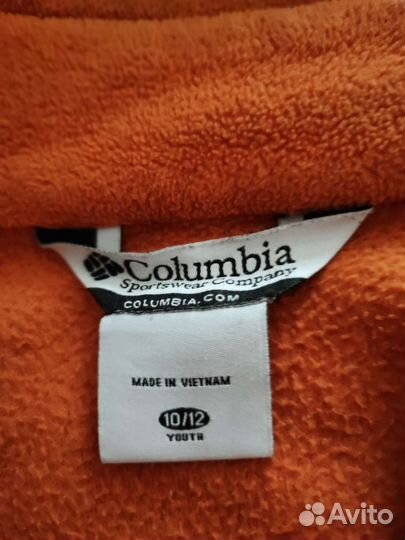 Columbia
Sportswear Company
COLUMBIA.COM
MADE IN VIETNAM
10/12
YOUTH
Avito